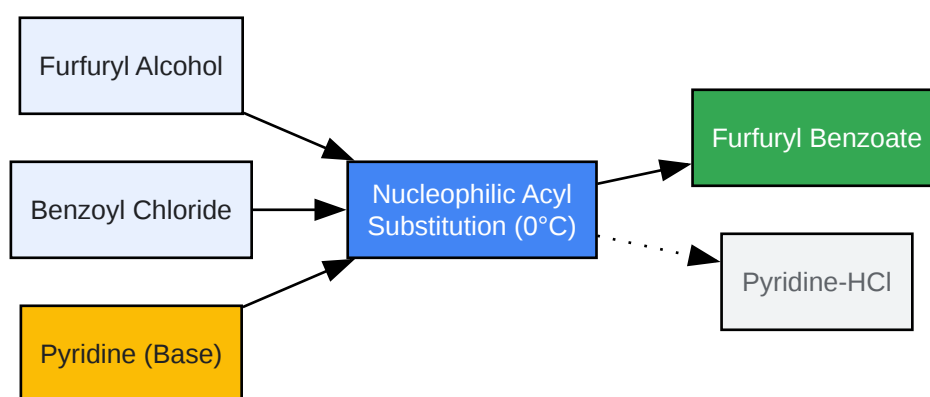 Furfuryl Alcohol
Benzoyl Chloride
Pyridine (Base)
Nucleophilic Acyl
Substitution (0°C)
Furfuryl Benzoate
Pyridine-HCl